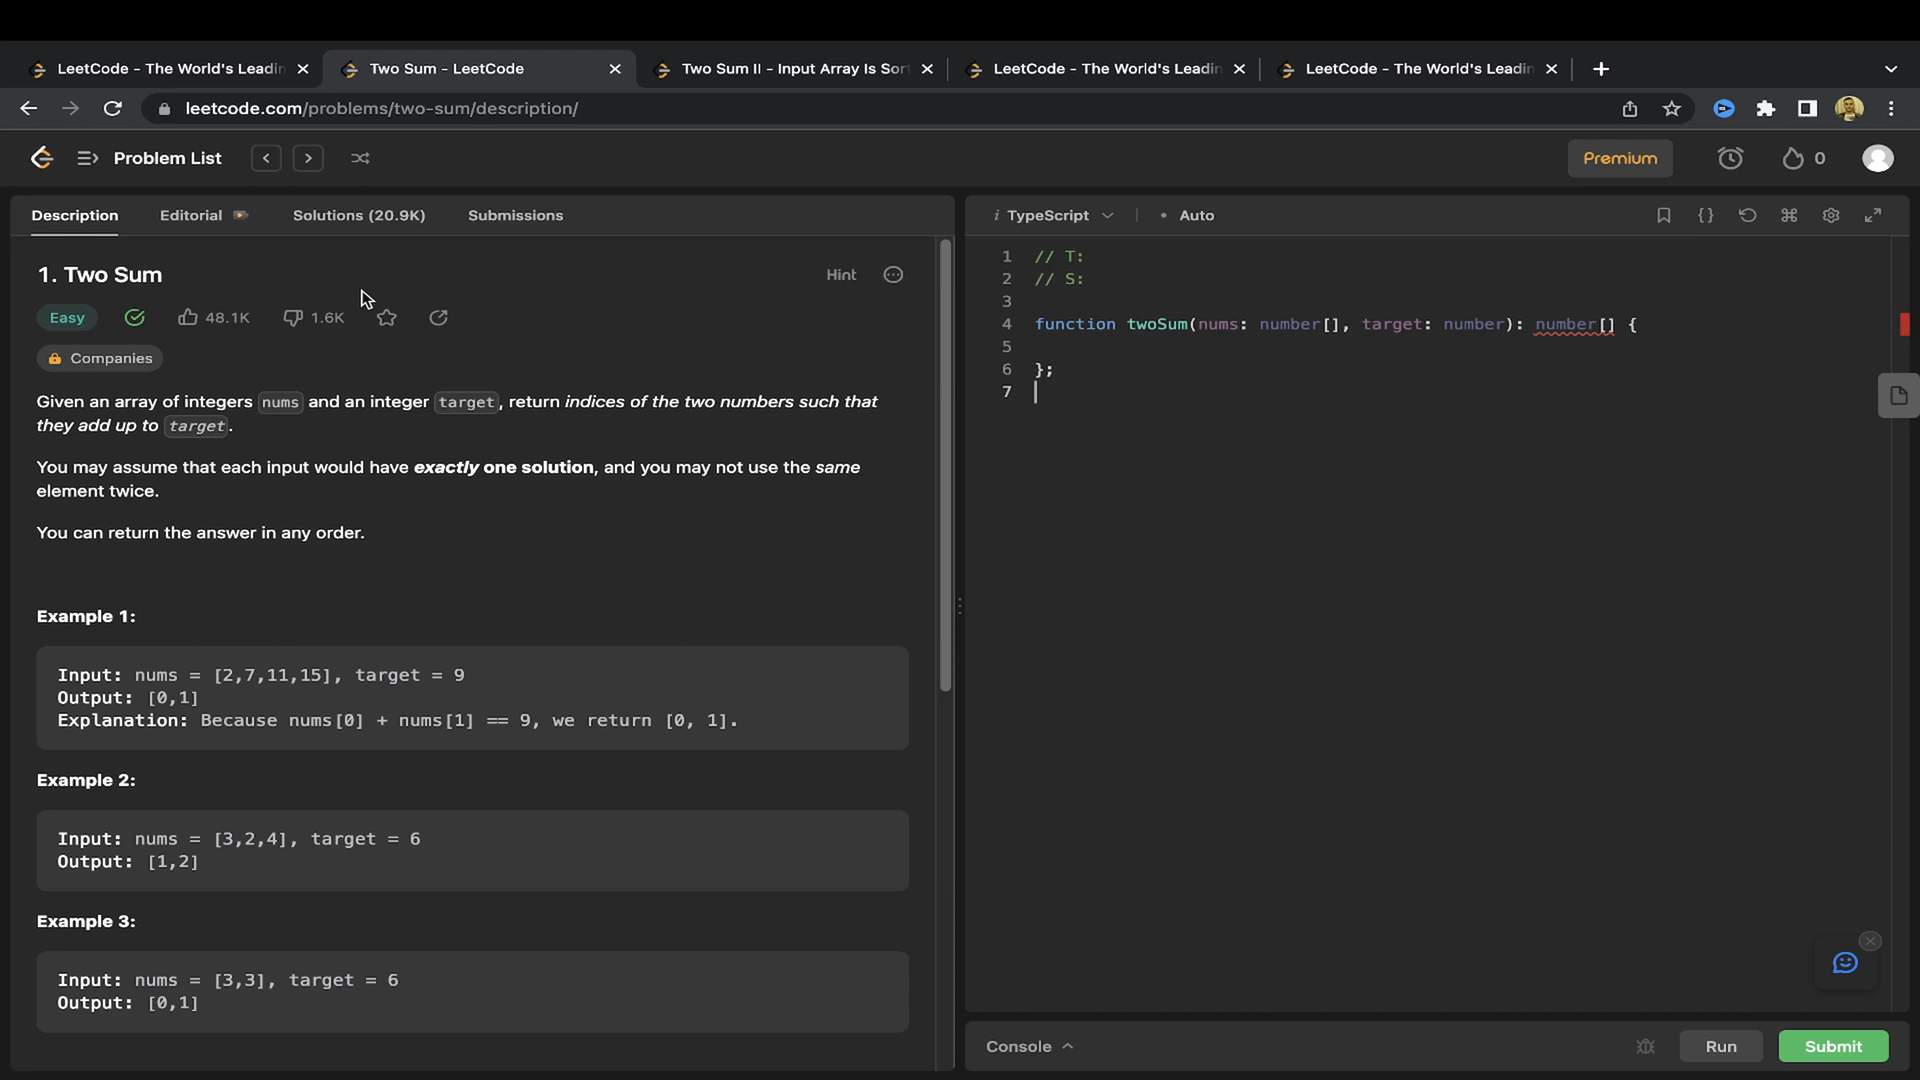 LeetCode - The World's Leadin
Two Sum - LeetCode
Two Sum II - Input Array Is Sor
LeetCode - The World's Leadin
LeetCode - The World's Leadin
leetcode.com/problems/two-sum/description/
Problem List
Premium
0
Description
Editorial
Solutions (20.9K)
Submissions
1. Two Sum
Hint
Easy
48.1K
1.6K
Companies
Given an array of integers nums and an integer target, return indices of the two numbers such that
they add up to target.
You may assume that each input would have exactly one solution, and you may not use the same
element twice.
You can return the answer in any order.
Example 1:
Input: nums = [2,7,11,15], target = 9
Output: [0,1]
Explanation: Because nums[0] + nums[1] == 9, we return [0, 1].
Example 2:
Input: nums = [3,2,4], target = 6
Output: [1,2]
Example 3:
Input: nums = [3,3], target = 6
Output: [0,1]
i TypeScript
Auto
{}
1 // T:
2 // S:
3
4 function twoSum(nums: number[], target: number): number[] {
5
6 };
7
Console
Run
Submit